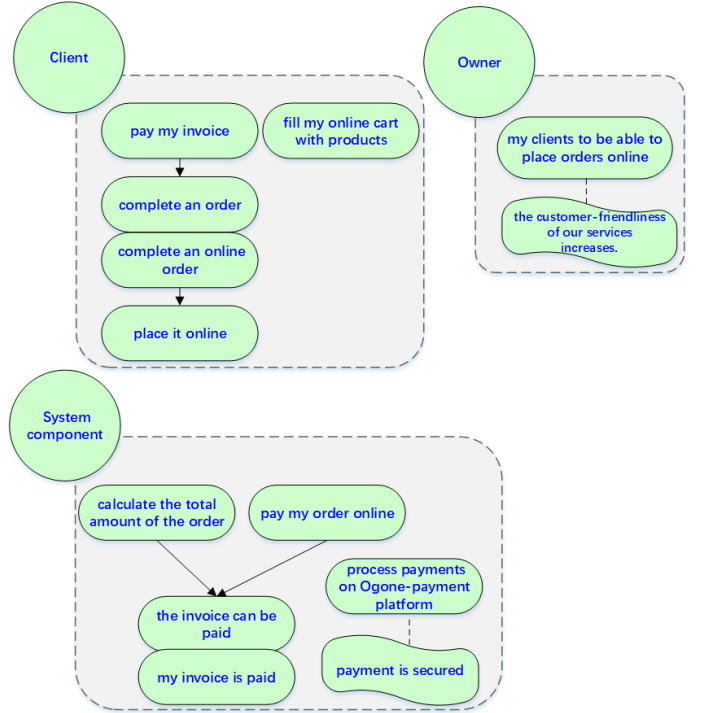 Client
pay my invoice
fill my online cart
with products
complete an order
complete an online
order
place it online
Owner
my clients to be able to
place orders online
the customer-friendliness
of our services
increases.
System
component
calculate the total
amount of the order
pay my order online
process payments
on Ogone-payment
platform
the invoice can be
paid
my invoice is paid
payment is secured